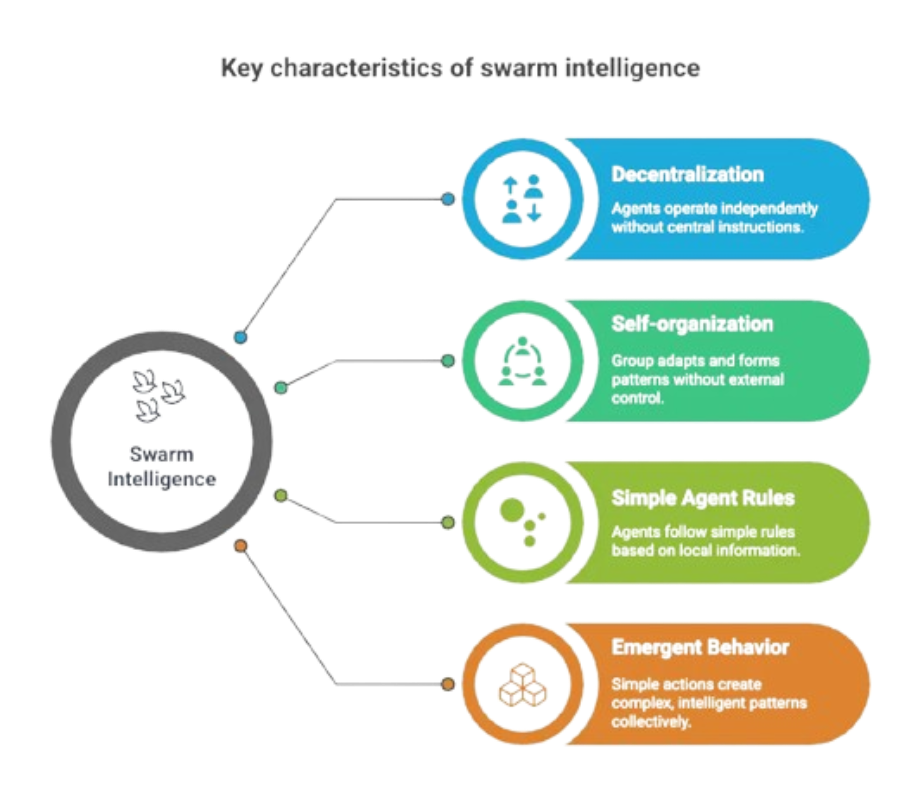 Key characteristics of swarm intelligence
Swarm
Intelligence
Decentralization
Agents operate independently
without central instructions.
Self-organization
Group adapts and forms
patterns without external
control.
Simple Agent Rules
Agents follow simple rules
based on local information.
Emergent Behavior
Simple actions create
complex, intelligent patterns
collectively.